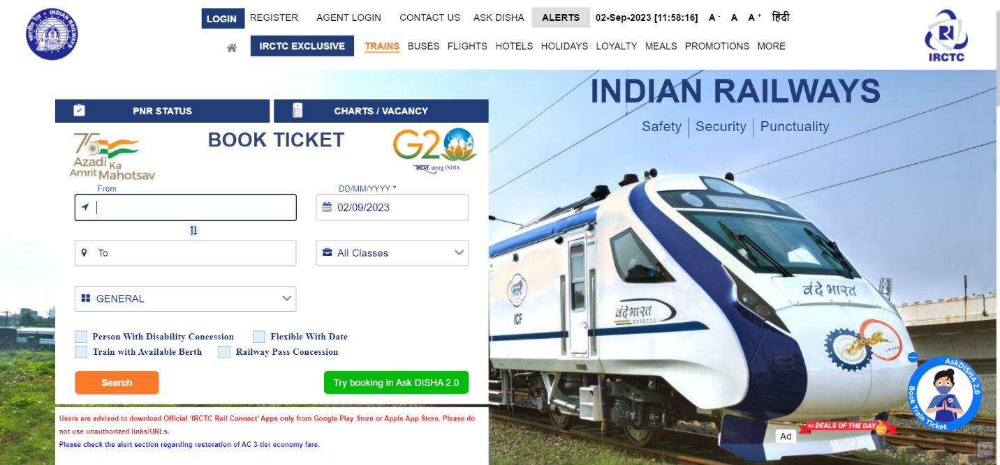 LOGIN REGISTER AGENT LOGIN CONTACT US ASK DISHA ALERTS 02-Sep-2023 [11:58:16] A - A A + हिंदी
IRCTC EXCLUSIVE TRAINS BUSES FLIGHTS HOTELS HOLIDAYS LOYALTY MEALS PROMOTIONS MORE
INDIAN RAILWAYS
भारतीय रेल
IRCTC
INDIAN RAILWAYS
Safety Security Punctuality
PNR STATUS CHARTS / VACANCY
BOOK TICKET
75
Azadi Ka
Amrit Mahotsav
G20
भारत 2023 INDIA
From
DD/MM/YYYY *
02/09/2023
To
All Classes
GENERAL
Person With Disability Concession Flexible With Date
Train with Available Berth Railway Pass Concession
Search Try booking in Ask DISHA 2.0
Users are advised to download Official ‘IRCTC Rail Connect’ Apps only from Google Play Store or Apple App Store. Please do
not use unauthorized links/URLs.
Please check the alert section regarding restoration of AC 3-tier economy fare.
ICF
वंदे भारत
EXPRESS
वंदे भारत
AskDISHA 2.0
Book Train Ticket
Ad DEALS OF THE DAY
Ad